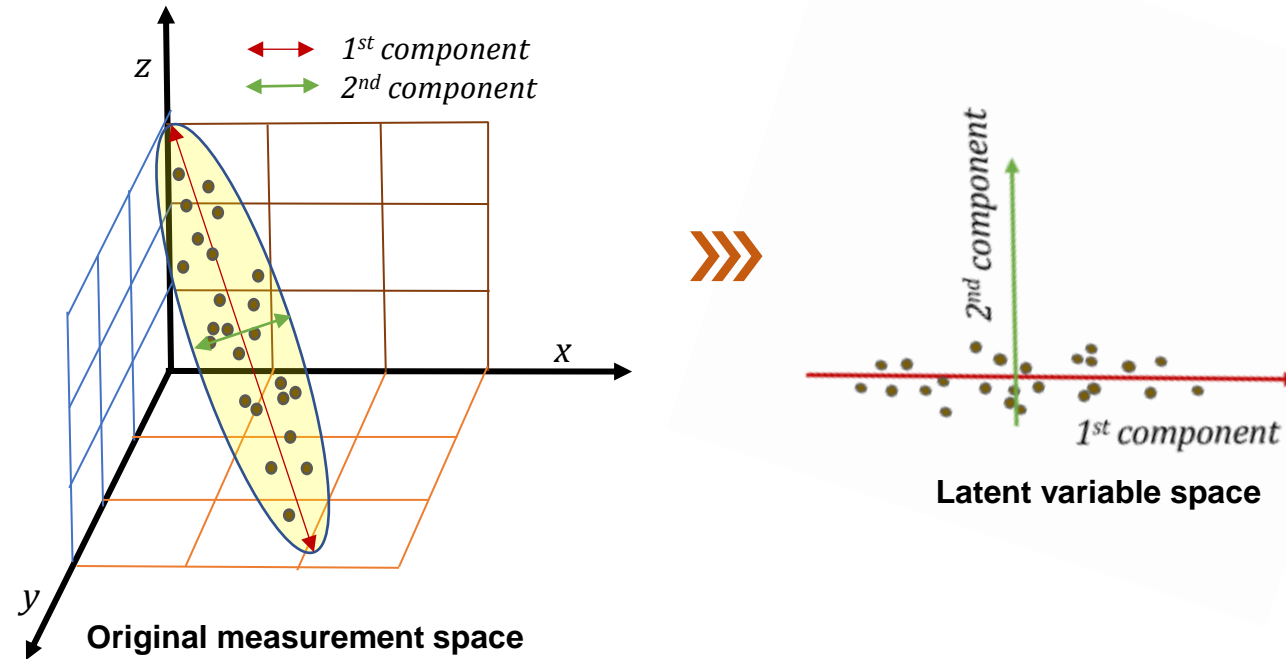 z
1st component
2nd component
x
y
Original measurement space
2nd component
1st component
Latent variable space